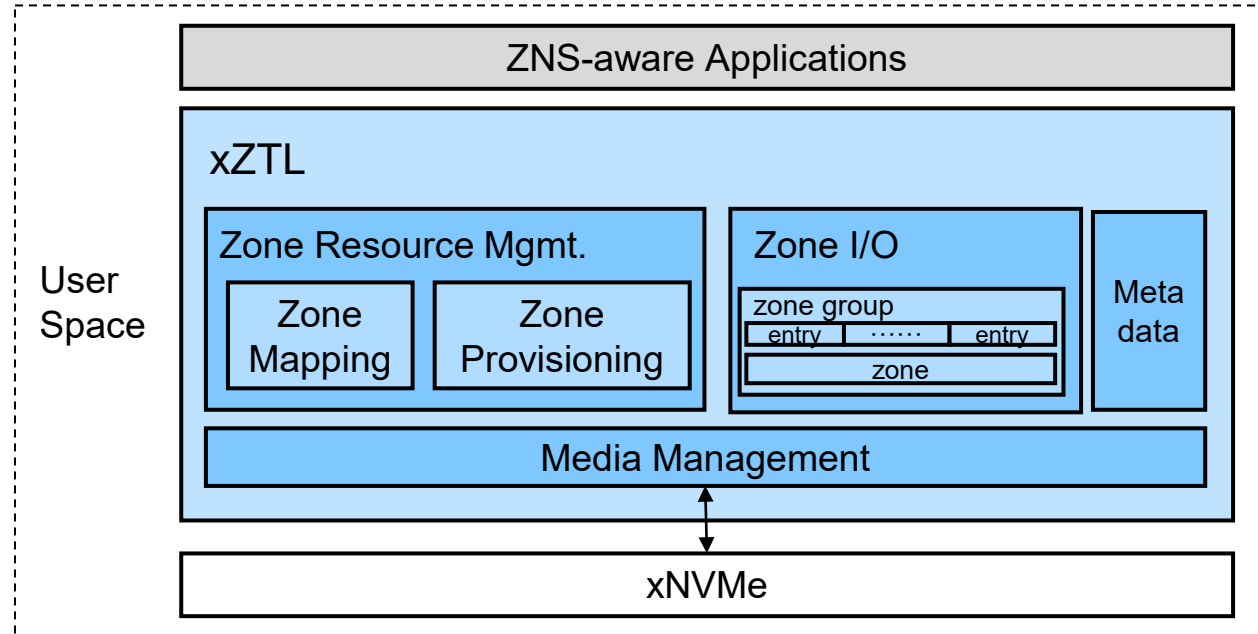 ZNS-aware Applications
xZTL
User
Space
Zone Resource Mgmt.
Zone
Mapping
Zone
Provisioning
Zone I/O
zone group
entry
······
entry
zone
Meta
data
Media Management
xNVMe